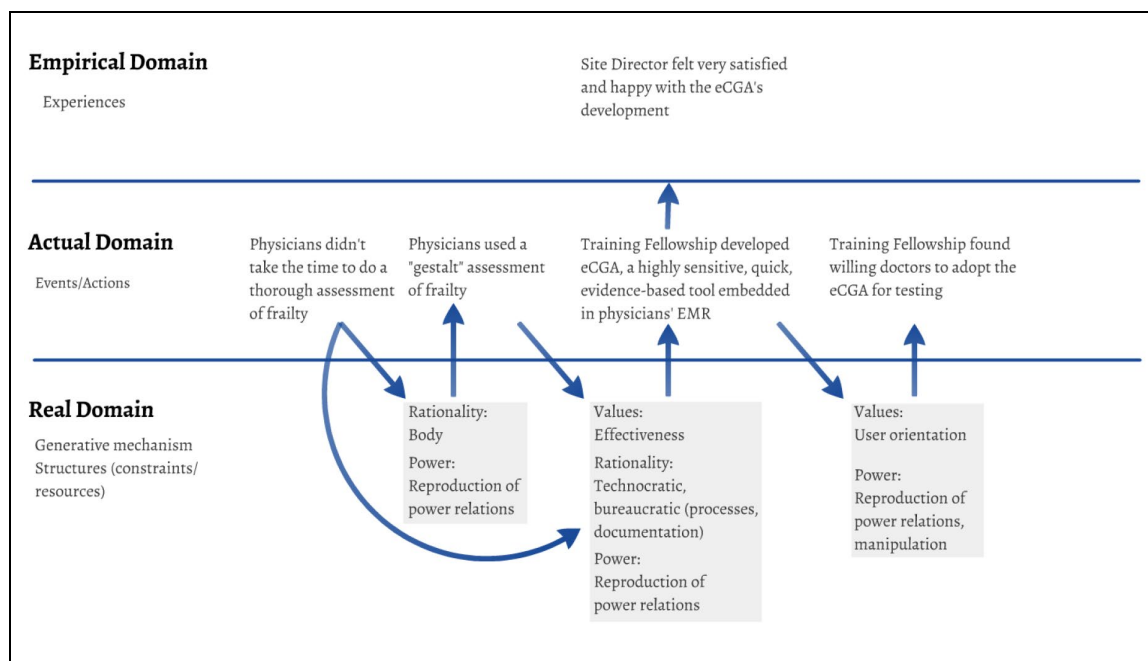 Empirical Domain
Experiences
Site Director felt very satisfied
and happy with the eCGA's
development
Actual Domain
Events/Actions
Physicians didn't
take the time to do a
thorough assessment
of frailty
Physicians used a
"gestalt" assessment
of frailty
Training Fellowship developed
eCGA, a highly sensitive, quick,
evidence-based tool embedded
in physicians' EMR
Training Fellowship found
willing doctors to adopt the
eCGA for testing
Real Domain
Generative mechanism
Structures (constraints/
resources)
Rationality:
Body
Power:
Reproduction of
power relations
Values:
Effectiveness
Rationality:
Technocratic,
bureaucratic (processes,
documentation)
Power:
Reproduction of
power relations
Values:
User orientation
Power:
Reproduction of
power relations,
manipulation